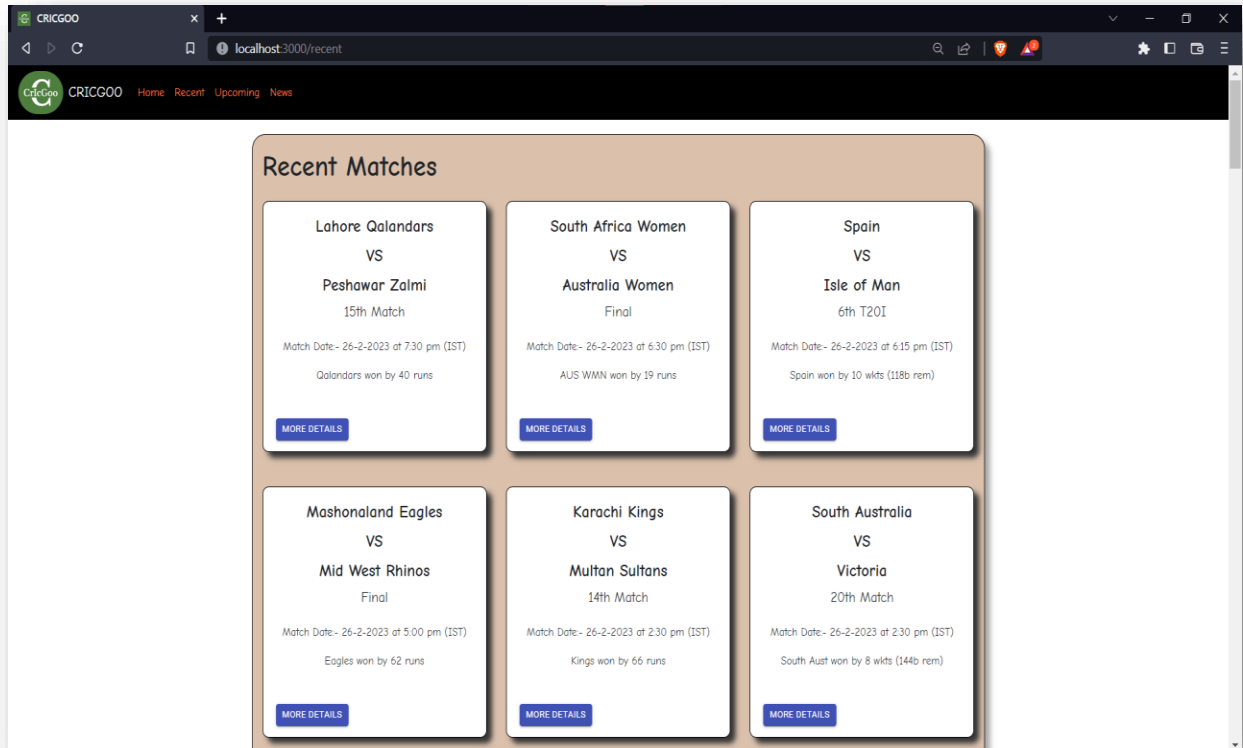 CRICGOO
localhost:3000/recent
2
CricGoo CRICGOO Home Recent Upcoming News
Recent Matches
Lahore Qalandars
VS
Peshawar Zalmi
15th Match
Match Date:- 26-2-2023 at 7:30 pm (IST)
Qalandars won by 40 runs
MORE DETAILS
South Africa Women
VS
Australia Women
Final
Match Date:- 26-2-2023 at 6:30 pm (IST)
AUS WMN won by 19 runs
MORE DETAILS
Spain
VS
Isle of Man
6th T20I
Match Date:- 26-2-2023 at 6:15 pm (IST)
Spain won by 10 wkts (118b rem)
MORE DETAILS
Mashonaland Eagles
VS
Mid West Rhinos
Final
Match Date:- 26-2-2023 at 5:00 pm (IST)
Eagles won by 62 runs
MORE DETAILS
Karachi Kings
VS
Multan Sultans
14th Match
Match Date:- 26-2-2023 at 2:30 pm (IST)
Kings won by 66 runs
MORE DETAILS
South Australia
VS
Victoria
20th Match
Match Date:- 26-2-2023 at 2:30 pm (IST)
South Aust won by 8 wkts (144b rem)
MORE DETAILS